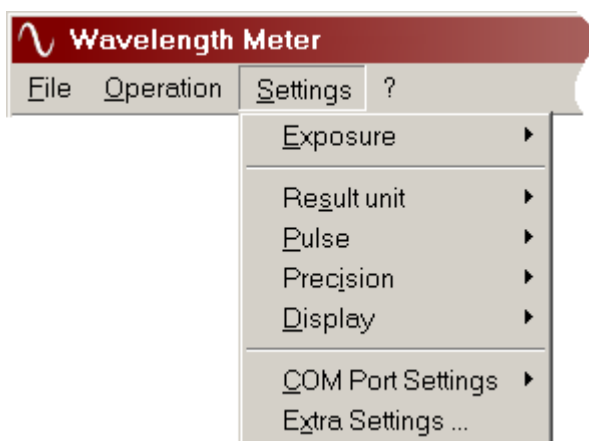 Wavelength Meter
File Operation Settings ?
Exposure
Result unit
Pulse
Precision
Display
COM Port Settings
Extra Settings ...